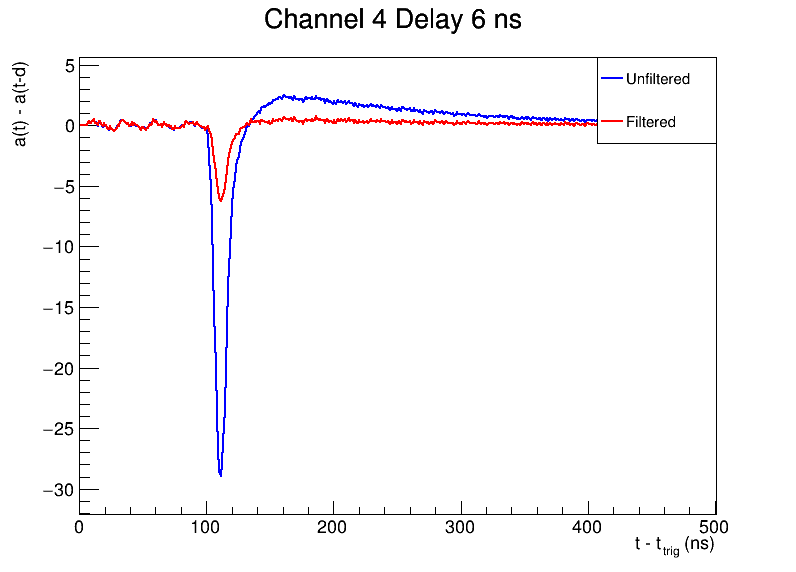 Channel 4 Delay 6 ns
a(t) - a(t-d)
5
0
−5
−10
−15
−20
−25
−30
Unfiltered
Filtered
0 100 200 300 400 500
t - t_trig (ns)